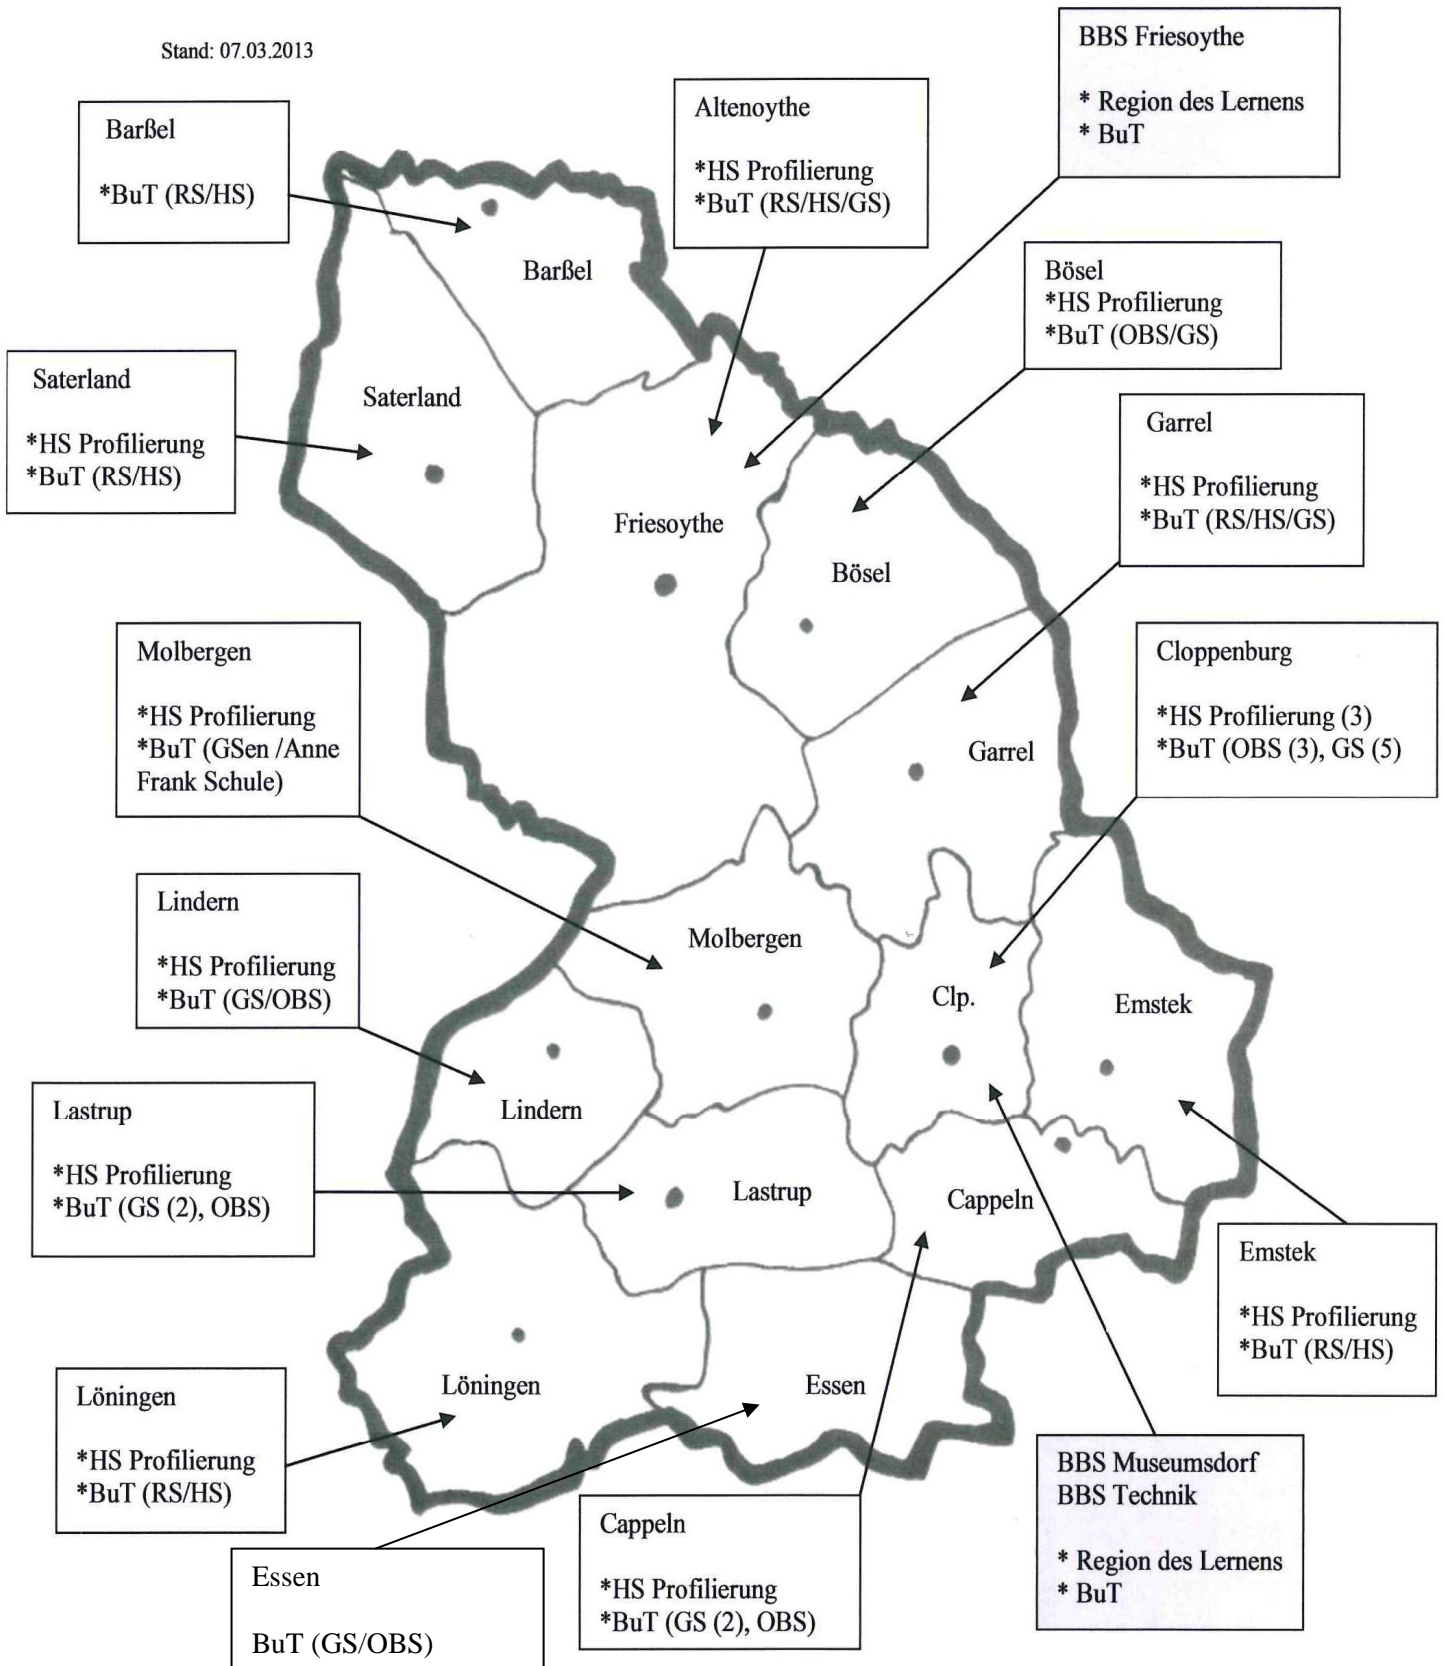 Stand: 07.03.2013
BBS Friesoythe
* Region des Lernens
* BuT
Altenoythe
*HS Profilierung
*BuT (RS/HS/GS)
Barßel
*BuT (RS/HS)
Barßel
Bösel
*HS Profilierung
*BuT (OBS/GS)
Saterland
*HS Profilierung
*BuT (RS/HS)
Saterland
Garrel
*HS Profilierung
*BuT (RS/HS/GS)
Friesoythe
Bösel
Molbergen
*HS Profilierung
*BuT (GSen /Anne
Frank Schule)
Cloppenburg
*HS Profilierung (3)
*BuT (OBS (3), GS (5)
Garrel
Lindern
*HS Profilierung
*BuT (GS/OBS)
Molbergen
Clp.
Emstek
Lindern
Lastrup
*HS Profilierung
*BuT (GS (2), OBS)
Lastrup
Cappeln
Emstek
*HS Profilierung
*BuT (RS/HS)
Löningen
*HS Profilierung
*BuT (RS/HS)
Löningen
Essen
BBS Museumsdorf
BBS Technik
* Region des Lernens
* BuT
Cappeln
*HS Profilierung
*BuT (GS (2), OBS)
Essen
BuT (GS/OBS)